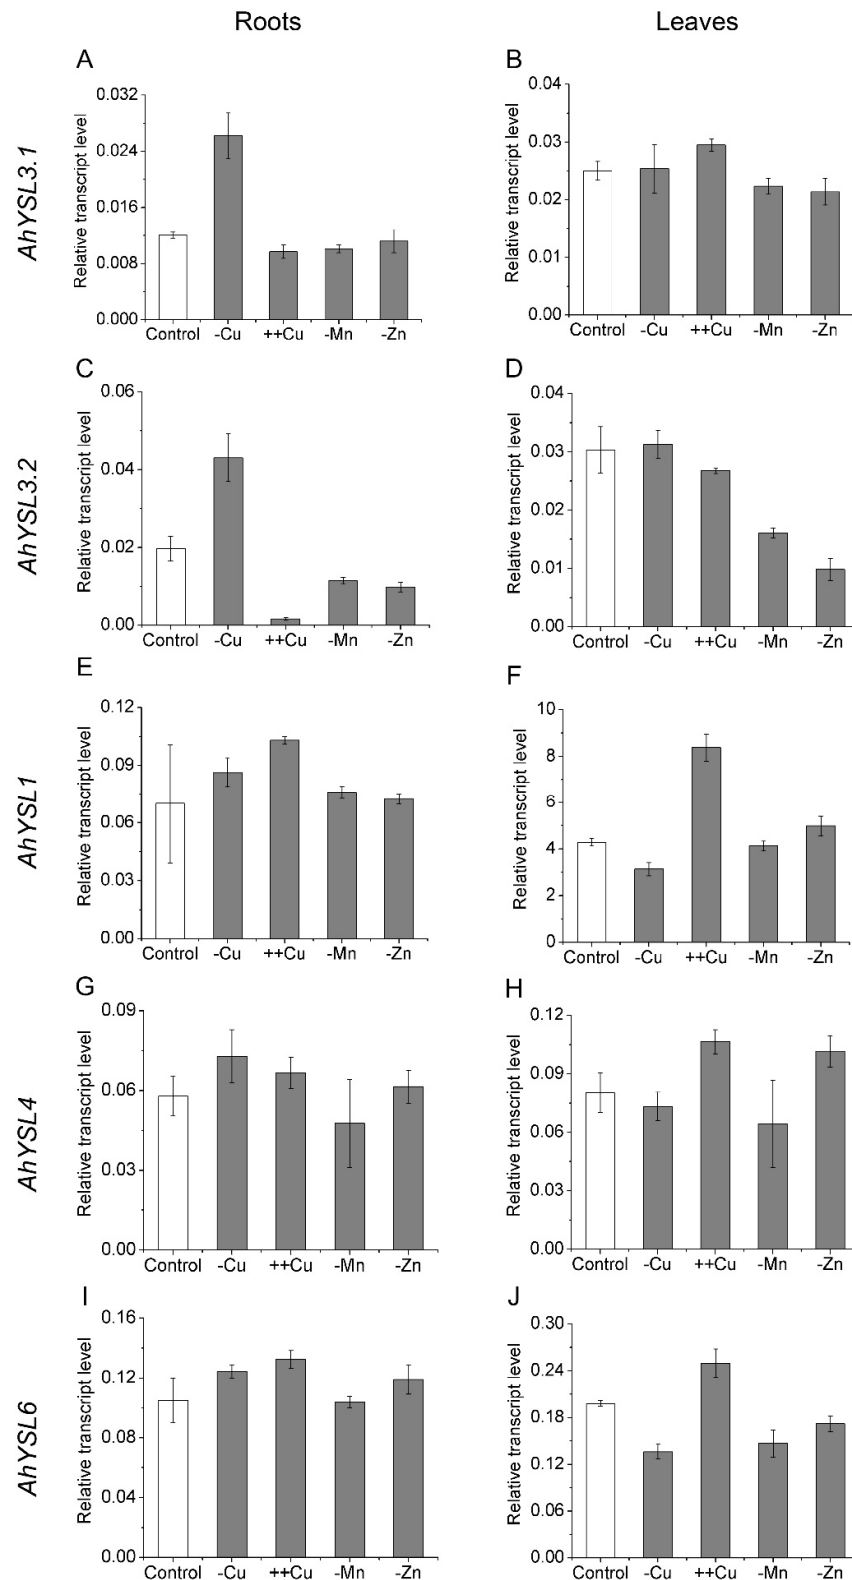 Roots
Leaves
A
B
AhYSL3.1
Relative transcript level
0.032
0.024
0.016
0.008
0.000
Control -Cu ++Cu -Mn -Zn
Relative transcript level
0.04
0.03
0.02
0.01
0.00
Control -Cu ++Cu -Mn -Zn
C
D
AhYSL3.2
Relative transcript level
0.06
0.04
0.02
0.00
Control -Cu ++Cu -Mn -Zn
Relative transcript level
0.04
0.03
0.02
0.01
0.00
Control -Cu ++Cu -Mn -Zn
E
F
AhYSL1
Relative transcript level
0.12
0.09
0.06
0.03
0.00
Control -Cu ++Cu -Mn -Zn
Relative transcript level
10
8
6
4
2
0
Control -Cu ++Cu -Mn -Zn
G
H
AhYSL4
Relative transcript level
0.09
0.06
0.03
0.00
Control -Cu ++Cu -Mn -Zn
Relative transcript level
0.12
0.09
0.06
0.03
0.00
Control -Cu ++Cu -Mn -Zn
I
J
AhYSL6
Relative transcript level
0.16
0.12
0.08
0.04
0.00
Control -Cu ++Cu -Mn -Zn
Relative transcript level
0.30
0.24
0.18
0.12
0.06
0.00
Control -Cu ++Cu -Mn -Zn